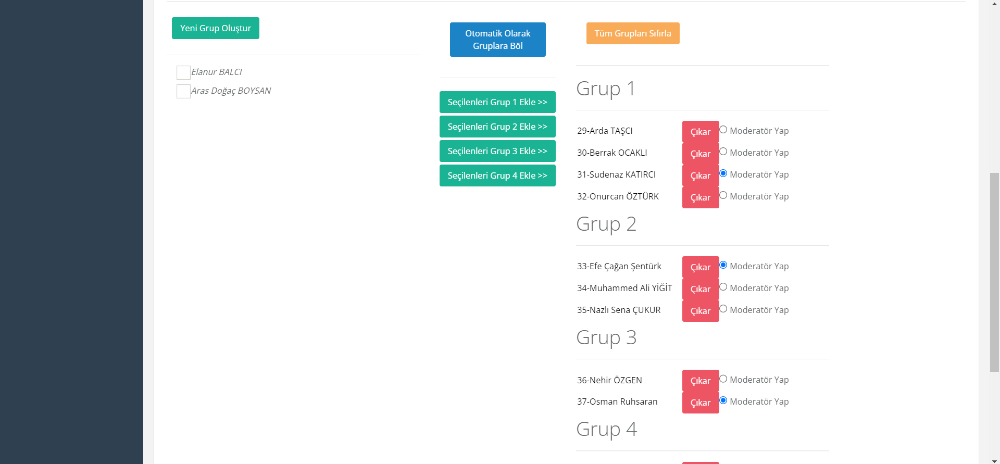 Yeni Grup Oluştur
Elanur BALCI
Aras Doğaç BOYSAN
Otomatik Olarak
Gruplara Böl
Seçilenleri Grup 1 Ekle >>
Seçilenleri Grup 2 Ekle >>
Seçilenleri Grup 3 Ekle >>
Seçilenleri Grup 4 Ekle >>
Tüm Grupları Sıfırla
Grup 1
29-Arda TAŞCI Çıkar Moderatör Yap
30-Berrak OCAKLI Çıkar Moderatör Yap
31-Sudenaz KATIRCI Çıkar Moderatör Yap
32-Onurcan ÖZTÜRK Çıkar Moderatör Yap
Grup 2
33-Efe Çağan Şentürk Çıkar Moderatör Yap
34-Muhammed Ali YİĞİT Çıkar Moderatör Yap
35-Nazlı Sena ÇUKUR Çıkar Moderatör Yap
Grup 3
36-Nehir ÖZGEN Çıkar Moderatör Yap
37-Osman Ruhsaran Çıkar Moderatör Yap
Grup 4